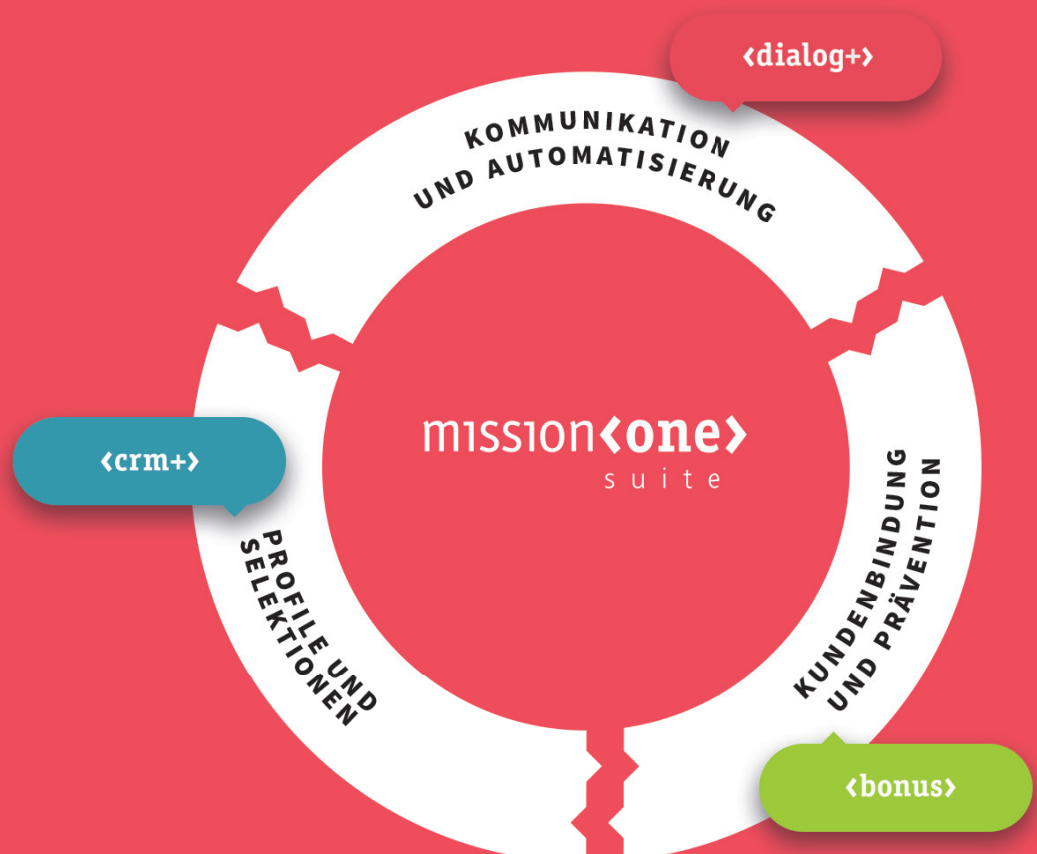 ‹dialog+›
KOMMUNIKATION
UND AUTOMATISIERUNG
mission‹one›
suite
‹crm+›
PROFILE UND
SELEKTIONEN
KUNDENBINDUNG
UND PRÄVENTION
‹bonus›